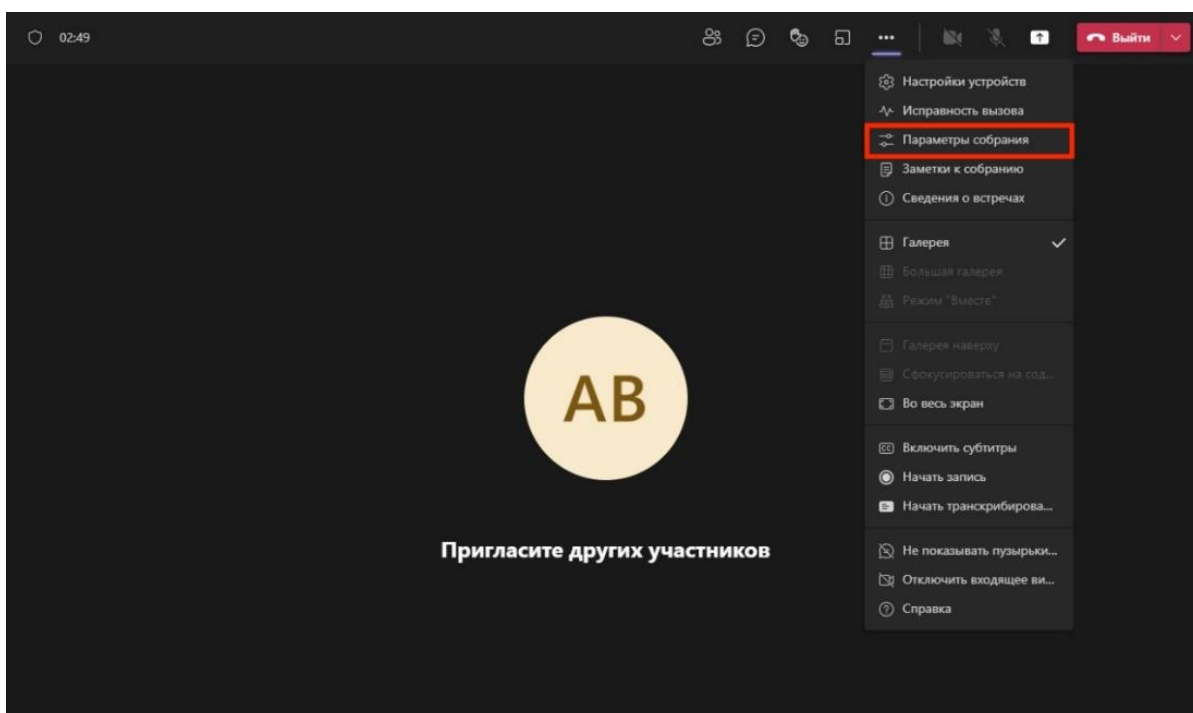 02:49
Выйти
Настройки устройств
Исправность вызова
Параметры собрания
Заметки к собранию
Сведения о встречах
Галерея
Большая галерея
Режим "Вместе"
Галерея наверху
Сфокусироваться на сод...
Во весь экран
CC Включить субтитры
Начать запись
Начать транскрибирова...
Не показывать пузырьки...
Отключить входящее ви...
Справка
АВ
Пригласите других участников